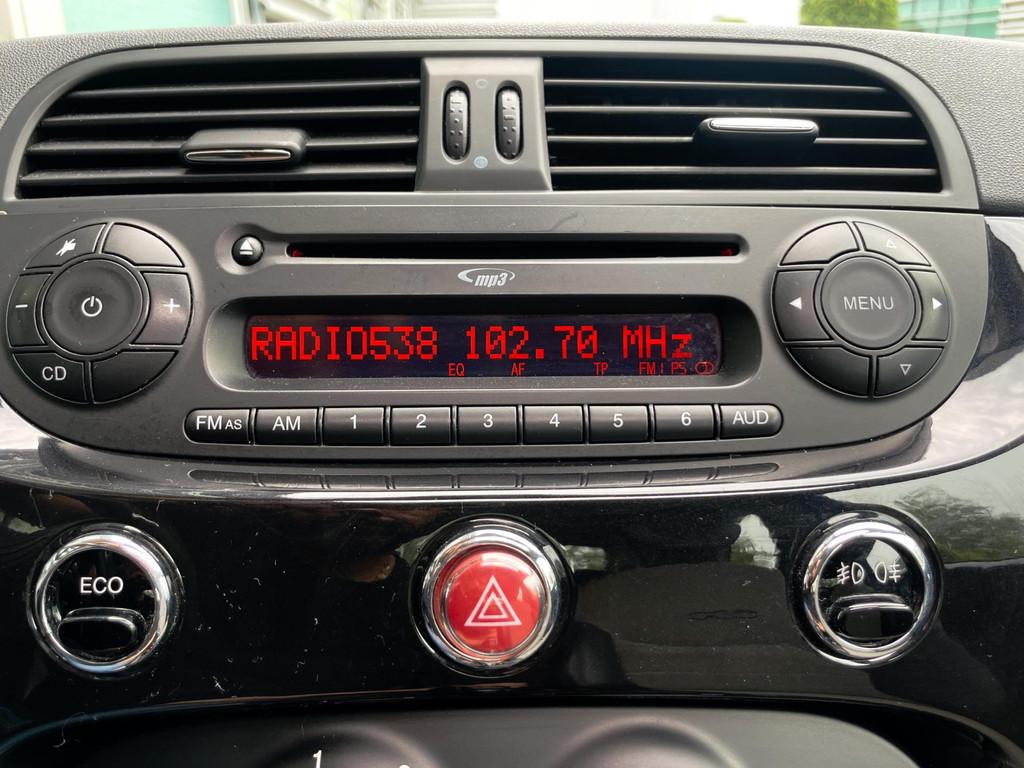 mp3
RADIO538 102.70 MHz
EQ AF TP FM1 PS
CD
MENU
FM AS AM 1 2 3 4 5 6 AUD
ECO
1